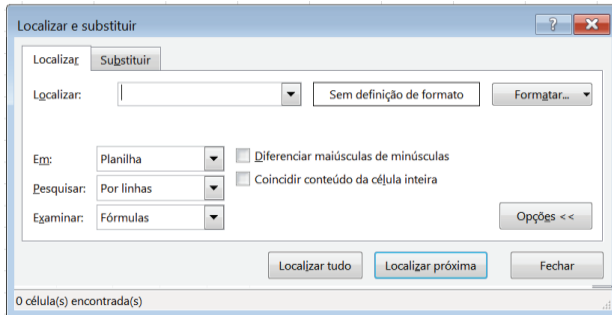 Localizar e substituir
Localizar Substituir
Localizar: Sem definição de formato Formatar...
Em: Planilha Diferenciar maiúsculas de minúsculas
Pesquisar: Por linhas Coincidir conteúdo da célula inteira
Examinar: Fórmulas Opções <<
Localizar tudo Localizar próxima Fechar
0 célula(s) encontrada(s)